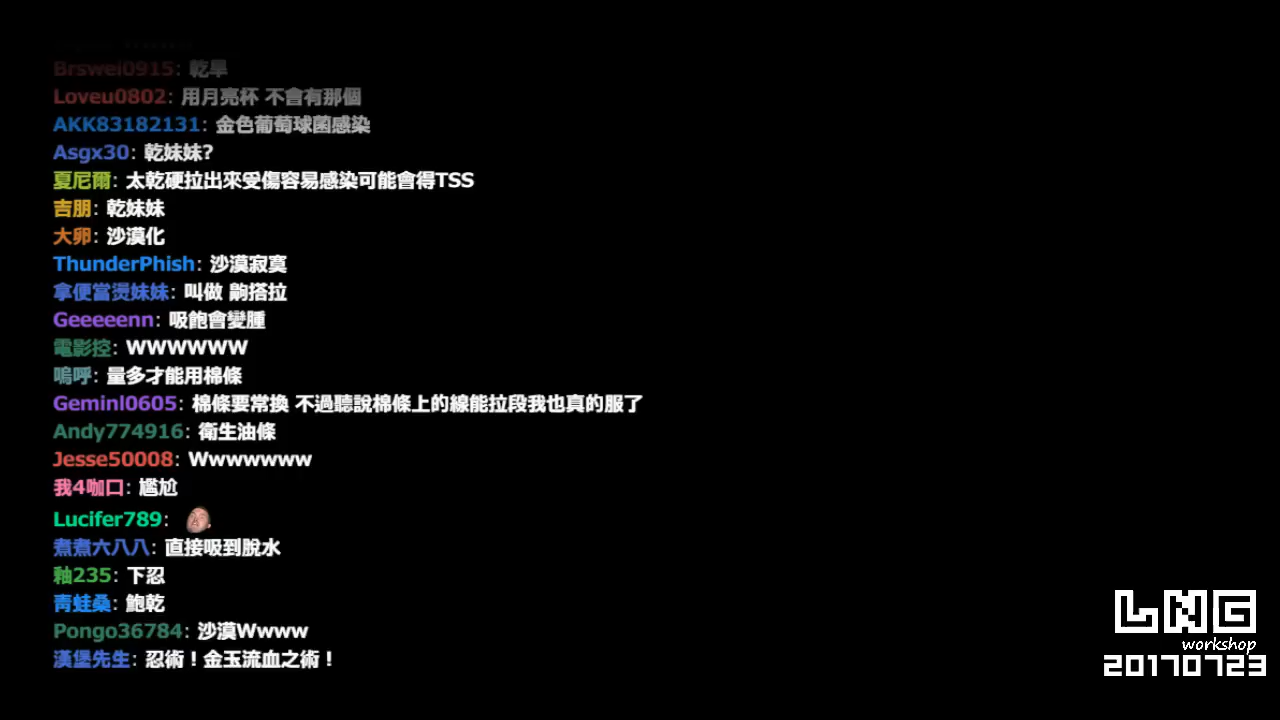 Brswei0915: 乾旱
Loveu0802: 用月亮杯 不會有那個
AKK83182131: 金色葡萄球菌感染
Asgx30: 乾妹妹?
夏尼爾: 太乾硬拉出來受傷容易感染可能會得TSS
吉朋: 乾妹妹
大卵: 沙漠化
ThunderPhish: 沙漠寂寞
拿便當燙妹妹: 叫做 齁搭拉
Geeeeenn: 吸飽會變腫
電影控: WWWWWW
嗚呼: 量多才能用棉條
Geminl0605: 棉條要常換 不過聽說棉條上的線能拉段我也真的服了
Andy774916: 衛生油條
Jesse50008: Wwwwwww
我4咖口: 尷尬
Lucifer789:
煮煮六八八: 直接吸到脫水
釉235: 下忍
青蛙桑: 鮑乾
Pongo36784: 沙漠Wwww
漢堡先生: 忍術！金玉流血之術！
LNG
workshop
20170723